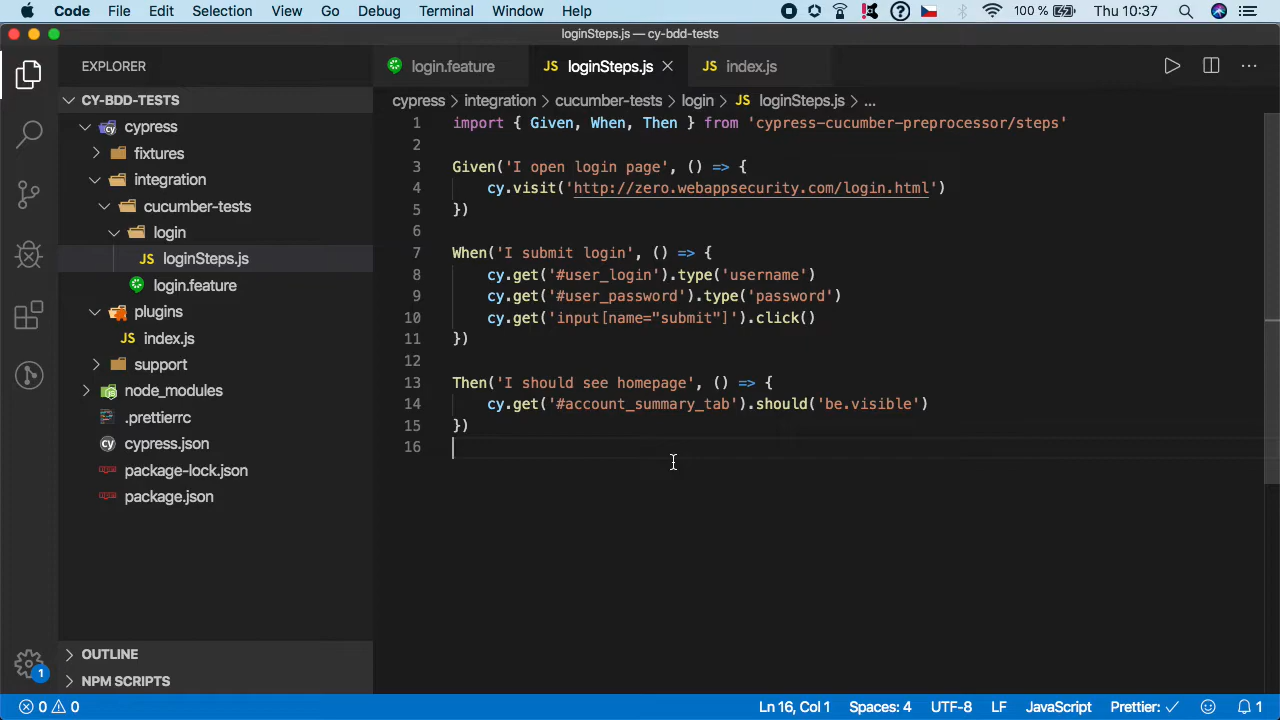 Code File Edit Selection View Go Debug Terminal Window Help 100 % Thu 10:37
loginSteps.js — cy-bdd-tests
EXPLORER
login.feature JS loginSteps.js JS index.js
CY-BDD-TESTS
cypress > integration > cucumber-tests > login > JS loginSteps.js > ...
cypress
fixtures
integration
cucumber-tests
login
JS loginSteps.js
login.feature
plugins
JS index.js
support
node_modules
.prettierrc
cy cypress.json
package-lock.json
package.json
OUTLINE
NPM SCRIPTS
1 import { Given, When, Then } from 'cypress-cucumber-preprocessor/steps'
2
3 Given('I open login page', () => {
4 cy.visit('http://zero.webappsecurity.com/login.html')
5 })
6
7 When('I submit login', () => {
8 cy.get('#user_login').type('username')
9 cy.get('#user_password').type('password')
10 cy.get('input[name="submit"]').click()
11 })
12
13 Then('I should see homepage', () => {
14 cy.get('#account_summary_tab').should('be.visible')
15 })
16
1
0 0 Ln 16, Col 1 Spaces: 4 UTF-8 LF JavaScript Prettier: ✓ 1